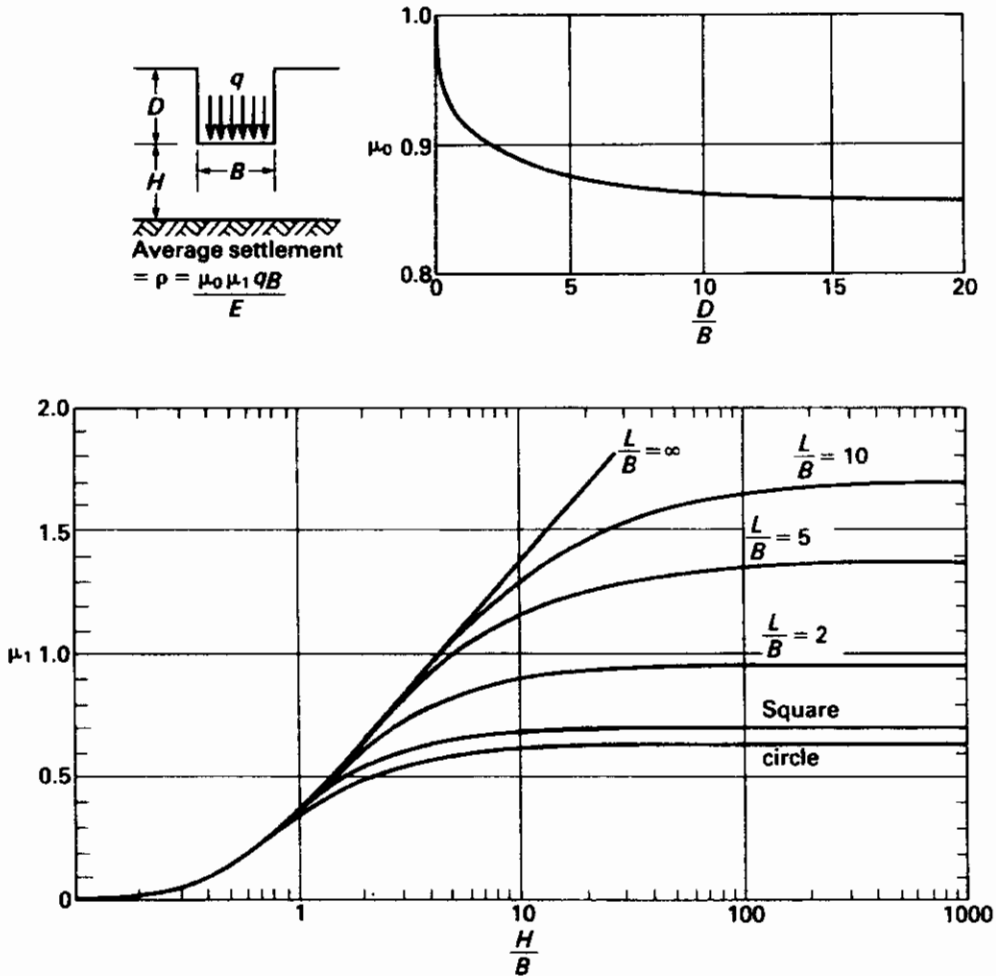 q
D
B
H
Average settlement
= ρ = μ₀ μ₁ qB
E
1.0
μ₀ 0.9
0.8
0 5 10 15 20
D
B
2.0
1.5
μ₁ 1.0
0.5
0
L/B = ∞
L/B = 10
L/B = 5
L/B = 2
Square
circle
1 10 100 1000
H
B